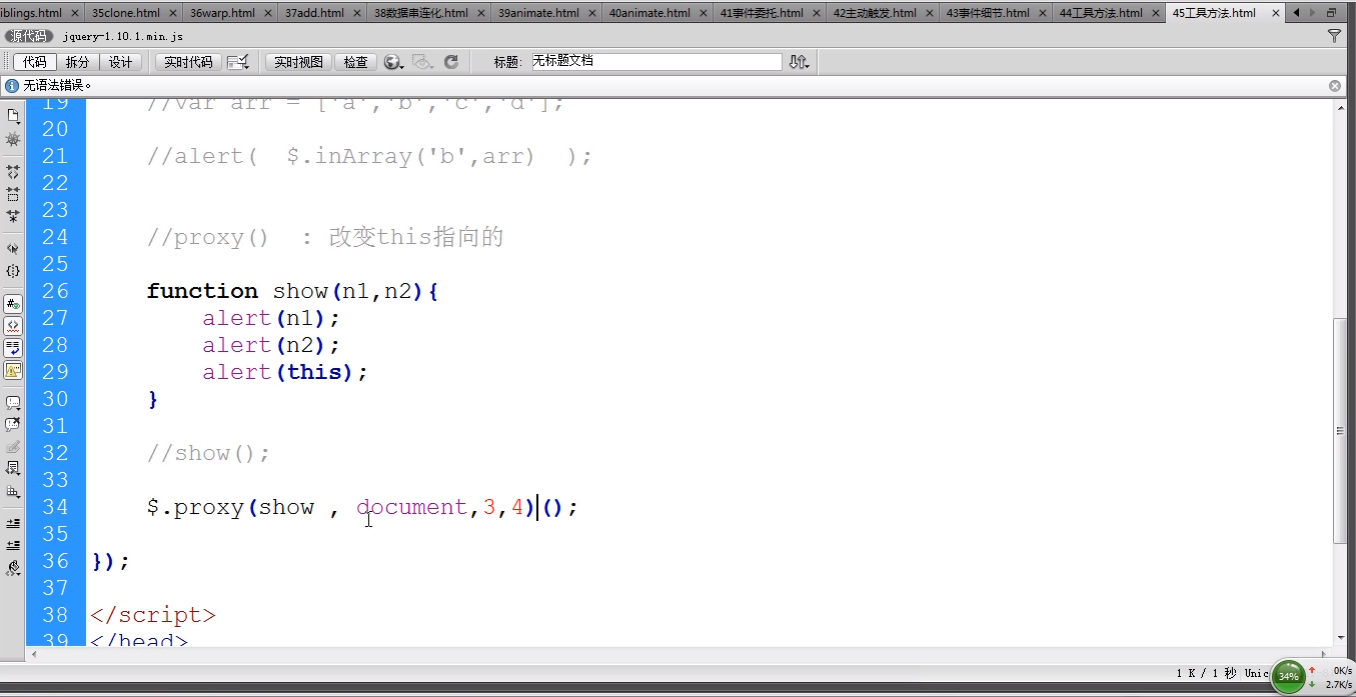 iblings.html × 35clone.html × 36warp.html × 37add.html × 38数据串连化.html × 39animate.html × 40animate.html × 41事件委托.html × 42主动触发.html × 43事件细节.html × 44工具方法.html × 45工具方法.html ×
源代码 jquery-1.10.1.min.js
代码 拆分 设计 实时代码 实时视图 检查 标题: 无标题文档
无语法错误。
19 //var arr = ['a','b','c','d'];
20
21 //alert( $.inArray('b',arr) );
22
23
24 //proxy() : 改变this指向的
25
26 function show(n1,n2){
27 alert(n1);
28 alert(n2);
29 alert(this);
30 }
31
32 //show();
33
34 $.proxy(show , document,3,4)();
35
36 });
37
38 </script>
39 </head>
1 K / 1 秒 Unic
34%
0K/s
2.7K/s